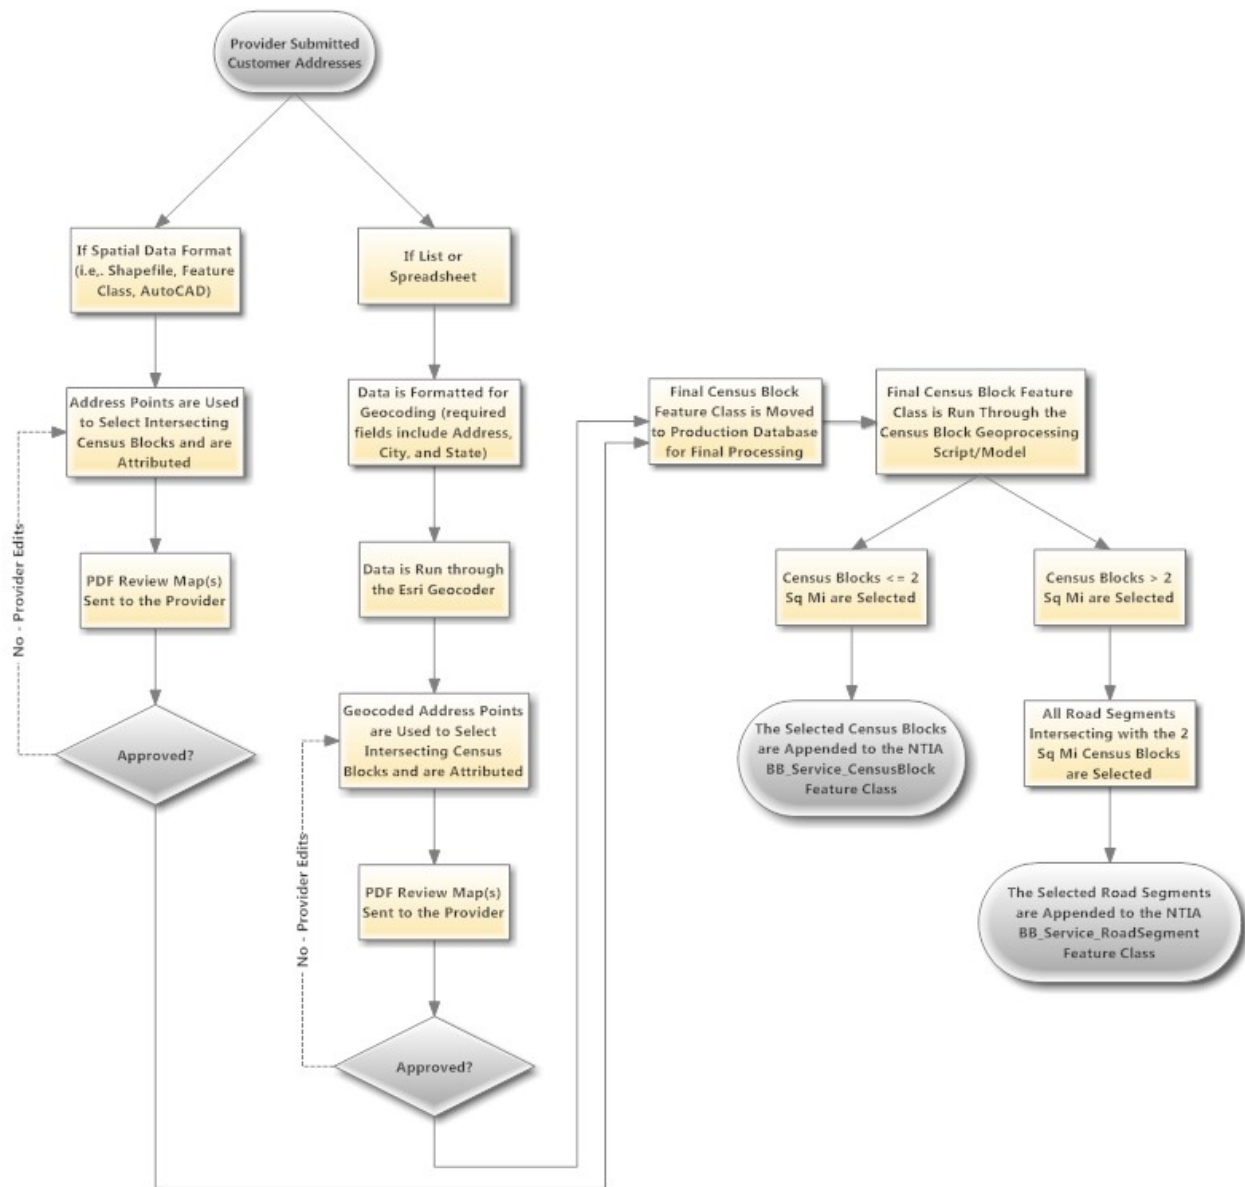 Provider Submitted
Customer Addresses
If Spatial Data Format
(i.e,. Shapefile, Feature
Class, AutoCAD)
If List or
Spreadsheet
Address Points are Used
to Select Intersecting
Census Blocks and are
Attributed
Data is Formatted for
Geocoding (required
fields include Address,
City, and State)
Final Census Block
Feature Class is Moved
to Production Database
for Final Processing
Final Census Block Feature
Class is Run Through the
Census Block Geoprocessing
Script/Model
No - Provider Edits
PDF Review Map(s)
Sent to the Provider
Data is Run through
the Esri Geocoder
Census Blocks <= 2
Sq Mi are Selected
Census Blocks > 2
Sq Mi are Selected
Approved?
Geocoded Address Points
are Used to Select
Intersecting Census
Blocks and are Attributed
The Selected Census Blocks
are Appended to the NTIA
BB_Service_CensusBlock
Feature Class
All Road Segments
Intersecting with the 2
Sq Mi Census Blocks
are Selected
No - Provider Edits
PDF Review Map(s)
Sent to the Provider
The Selected Road Segments
are Appended to the NTIA
BB_Service_RoadSegment
Feature Class
Approved?